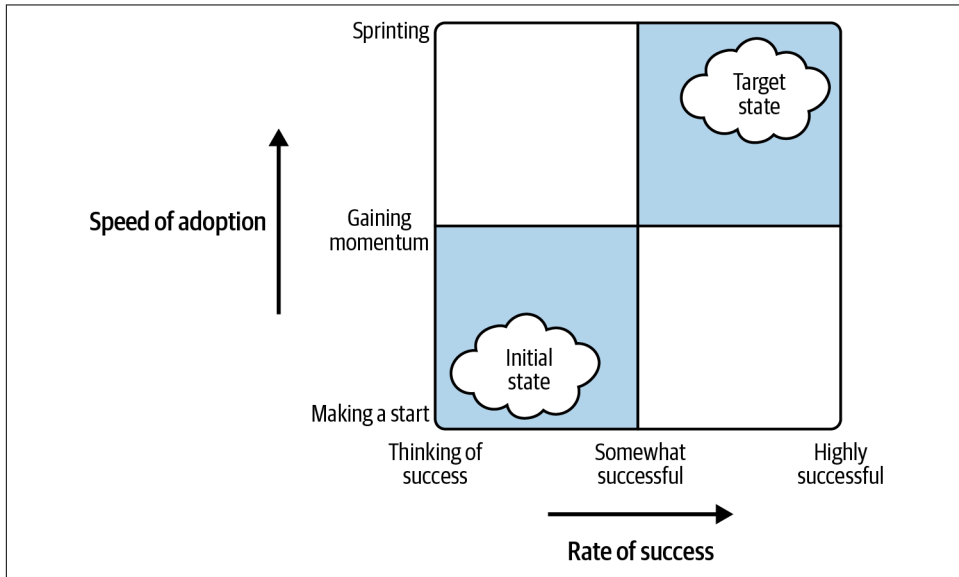 Sprinting
Target
state
Speed of adoption
Gaining
momentum
Initial
state
Making a start
Thinking of
success
Somewhat
successful
Highly
successful
Rate of success